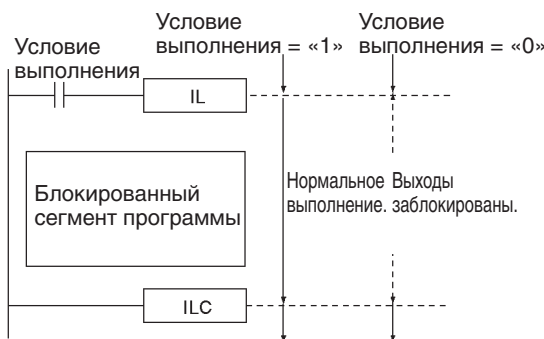 Условие
выполнения
Условие
выполнения = «1»
Условие
выполнения = «0»
IL
Блокированный
сегмент программы
Нормальное
выполнение.
Выходы
заблокированы.
ILC